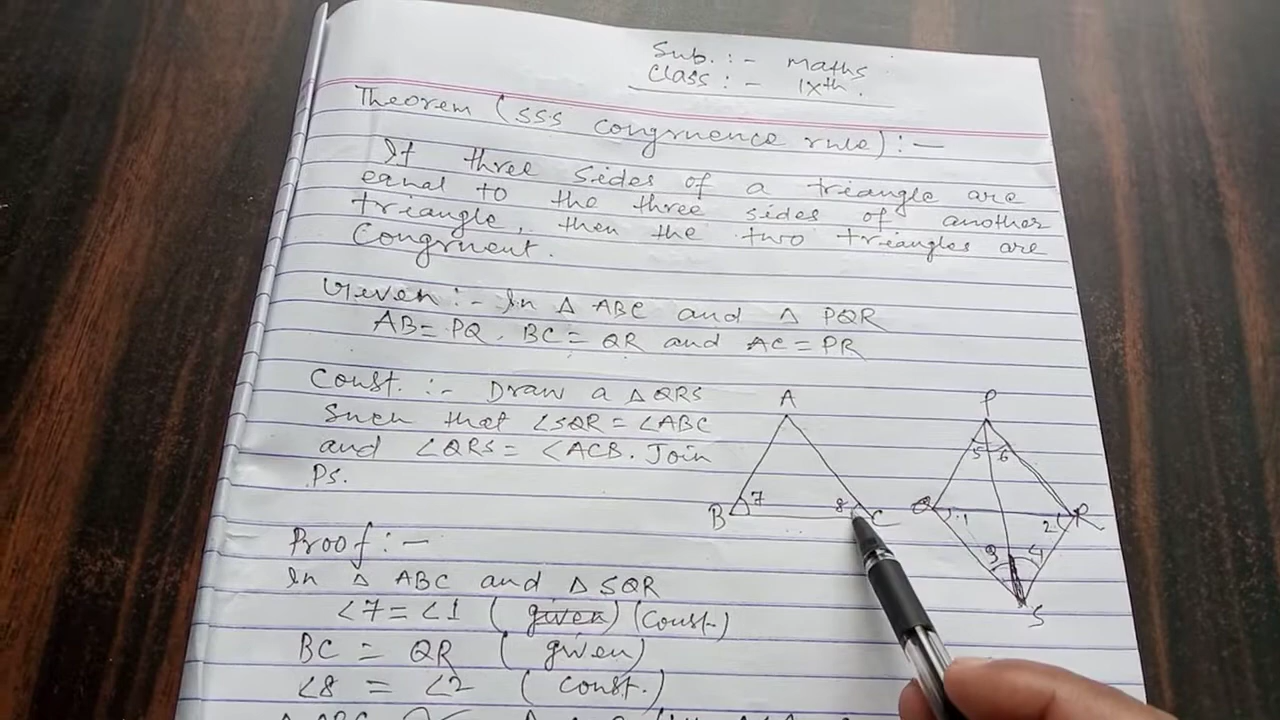 Sub. :- Maths
Class :- IXth.
Theorem (SSS congruence rule) :-
If three sides of a triangle are
equal to the three sides of another
triangle, then the two triangles are
Congruent.
Given :- In △ ABC and △ PQR
AB = PQ, BC = QR and AC = PR
Const. :- Draw a △QRS
Such that ∠SQR = ∠ABC
and ∠QRS = ∠ACB. Join
PS.
A
B 7 8 C
P
5 6
Q 1 2 R
3 4
S
Proof :-
In △ ABC and △ SQR
∠7 = ∠1 (given) (Const.)
BC = QR (given)
∠8 = ∠2 (Const.)